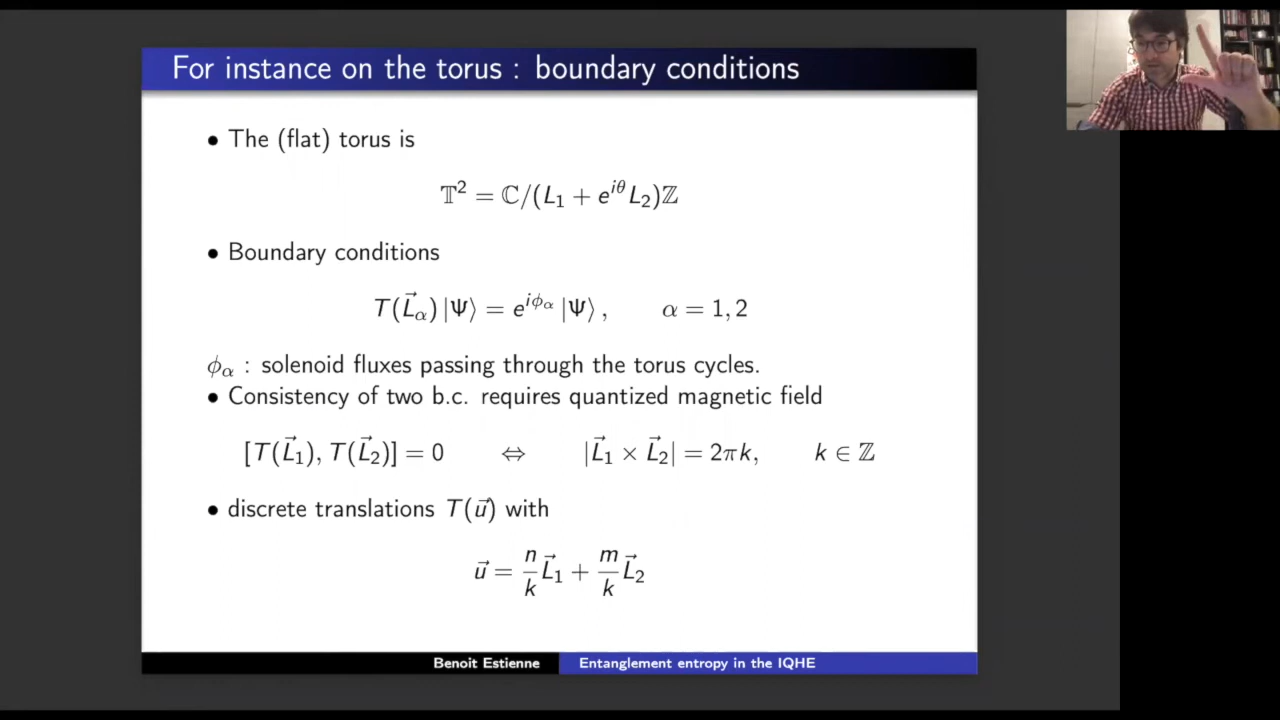 For instance on the torus : boundary conditions
• The (flat) torus is
𝕋² = ℂ/(L₁ + e^{iθ}L₂)ℤ
• Boundary conditions
T(L⃗_α)|Ψ⟩ = e^{iϕ_α}|Ψ⟩, α = 1, 2
ϕ_α : solenoid fluxes passing through the torus cycles.
• Consistency of two b.c. requires quantized magnetic field
[T(L⃗₁), T(L⃗₂)] = 0 ⇔ |L⃗₁ × L⃗₂| = 2πk, k ∈ ℤ
• discrete translations T(u⃗) with
u⃗ = n/k L⃗₁ + m/k L⃗₂
Benoit Estienne Entanglement entropy in the IQHE